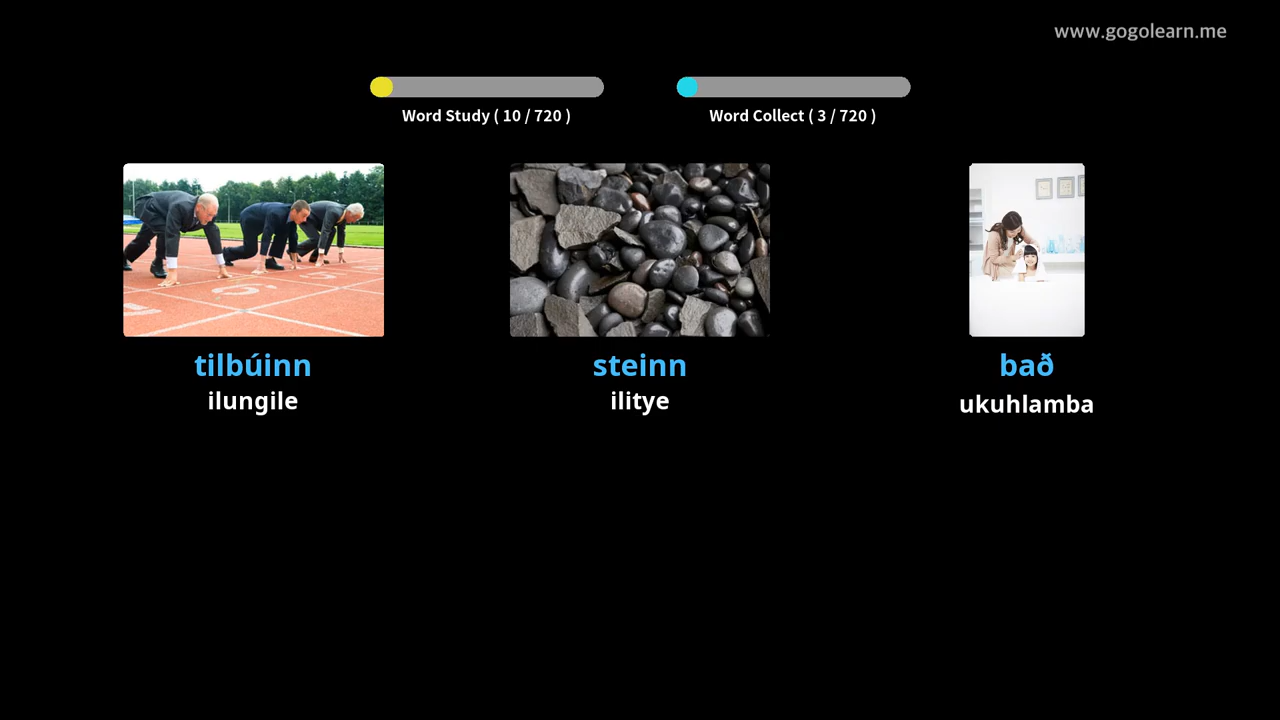 www.gogolearn.me
Word Study ( 10 / 720 )
Word Collect ( 3 / 720 )
tilbúinn
ilungile
steinn
ilitye
bað
ukuhlamba